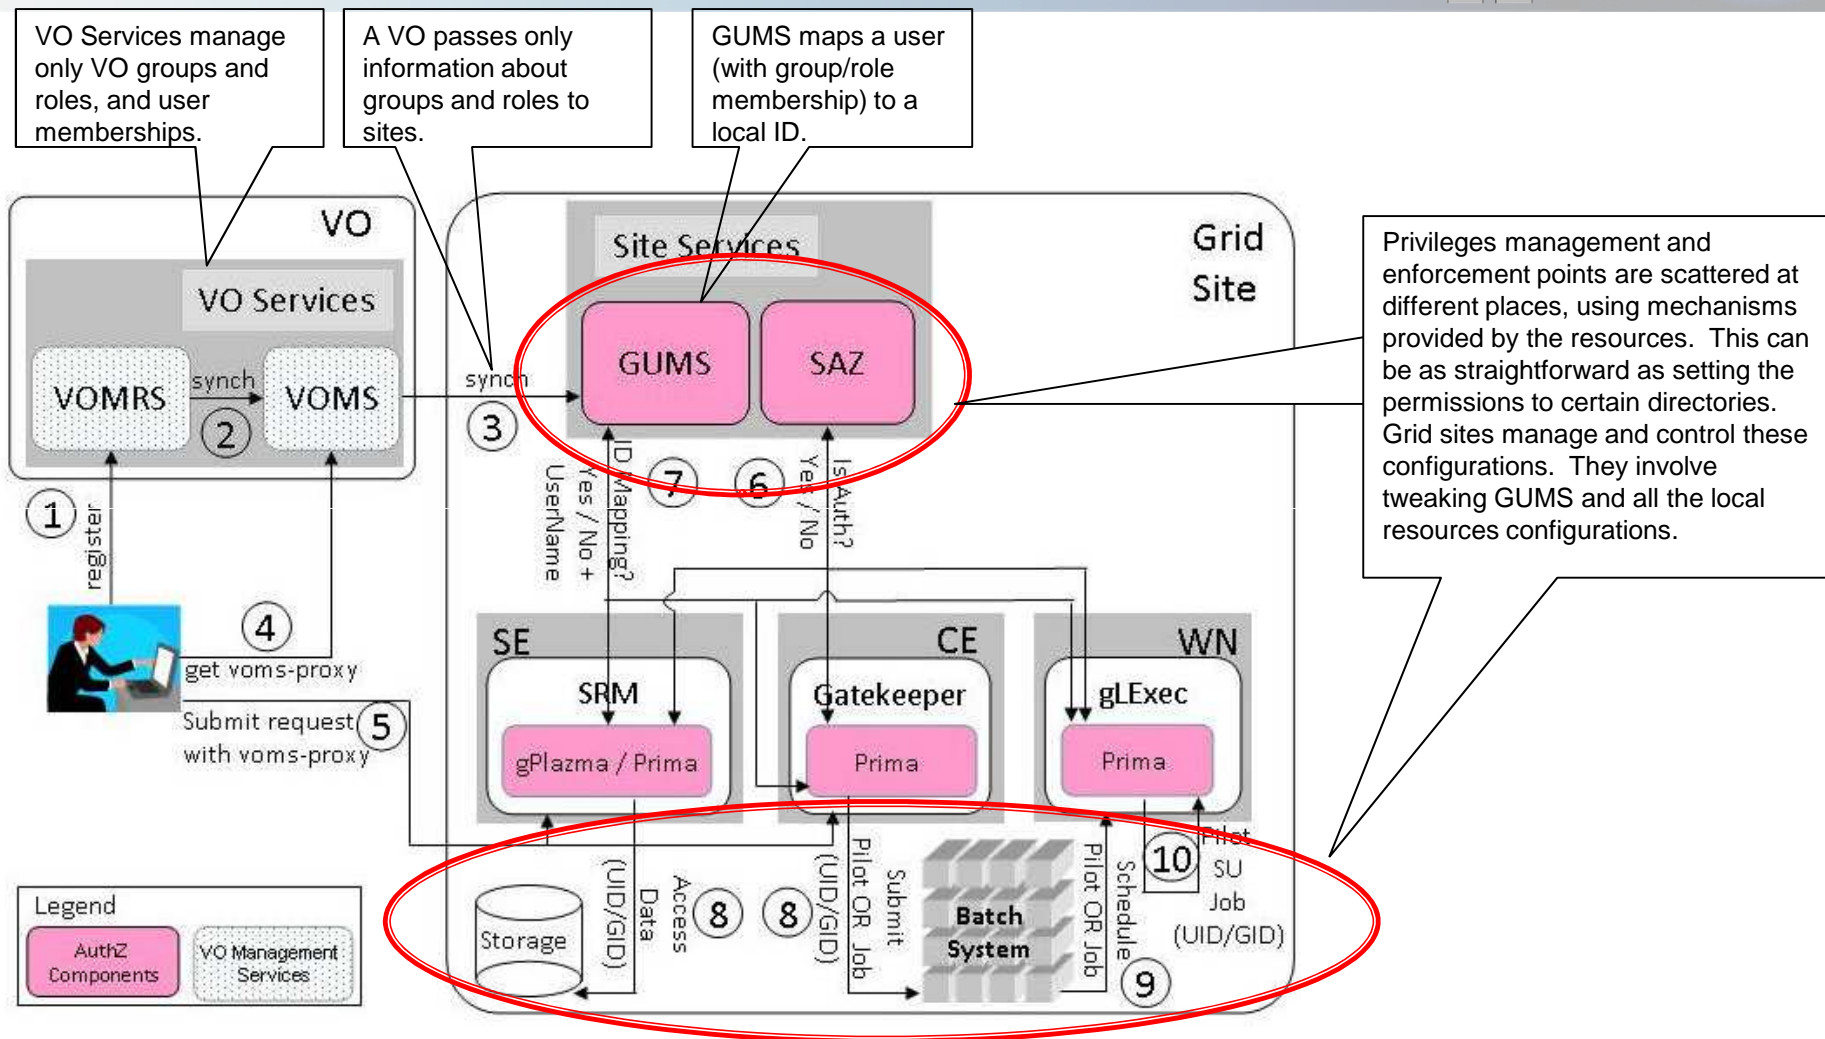 VO Services manage
only VO groups and
roles, and user
memberships.
A VO passes only
information about
groups and roles to
sites.
GUMS maps a user
(with group/role
membership) to a
local ID.
Privileges management and
enforcement points are scattered at
different places, using mechanisms
provided by the resources. This can
be as straightforward as setting the
permissions to certain directories.
Grid sites manage and control these
configurations. They involve
tweaking GUMS and all the local
resources configurations.
VO
VO Services
VOMRS
synch
2
VOMS
synch
3
Grid
Site
Site Services
GUMS
SAZ
1
register
4
get voms-proxy
5
Submit request
with voms-proxy
ID Mapping?
Yes / No +
UserName
7
6
IsAuth?
Yes / No
SE
SRM
gPlazma / Prima
CE
Gatekeeper
Prima
WN
gLExec
Prima
Storage
Access
Data
(UID/GID)
8
8
Submit
Pilot OR Job
(UID/GID)
Batch
System
Schedule
Pilot OR Job
9
10
Pilot
SU
Job
(UID/GID)
Legend
AuthZ
Components
VO Management
Services